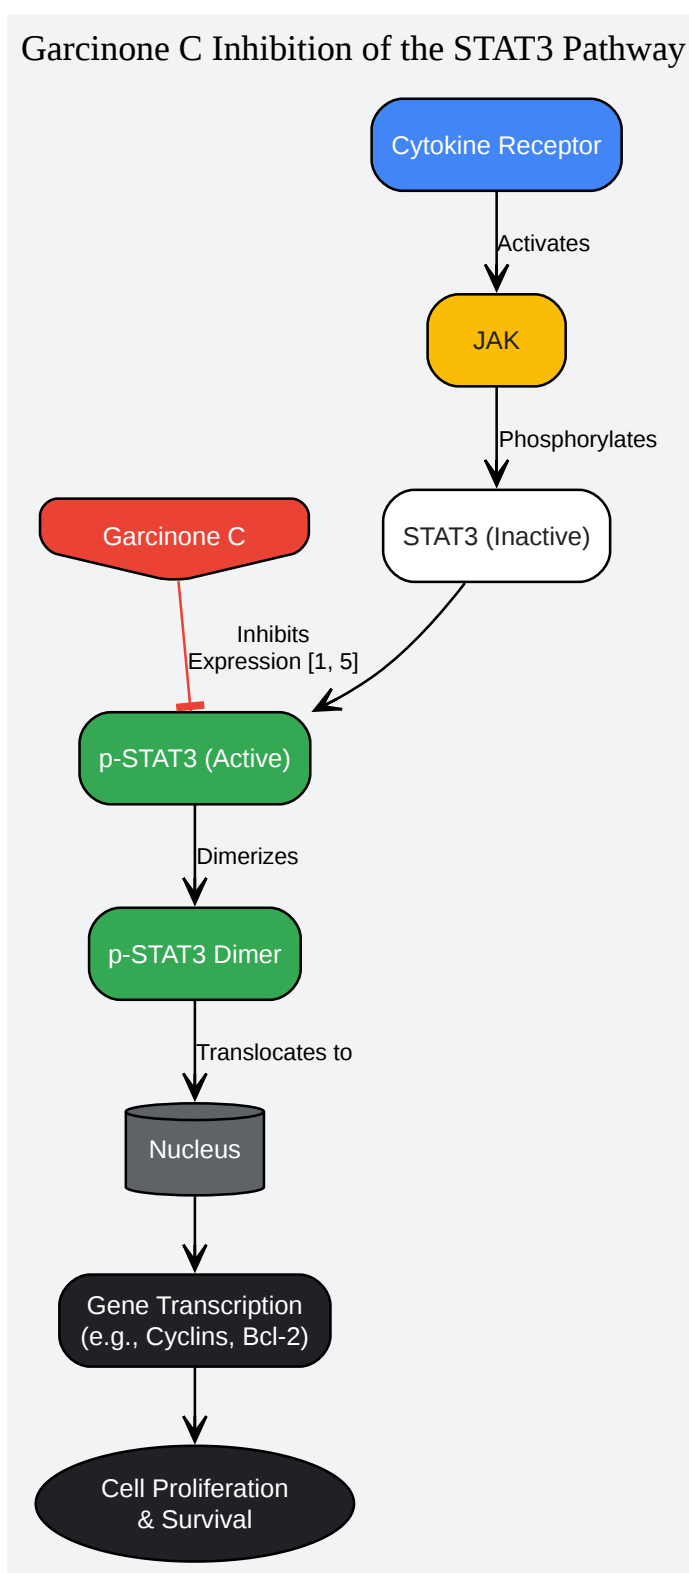 Garcinone C Inhibition of the STAT3 Pathway
Cytokine Receptor
Activates
JAK
Phosphorylates
Garcinone C
STAT3 (Inactive)
Inhibits
Expression [1, 5]
p-STAT3 (Active)
Dimerizes
p-STAT3 Dimer
Translocates to
Nucleus
Gene Transcription
(e.g., Cyclins, Bcl-2)
Cell Proliferation
& Survival